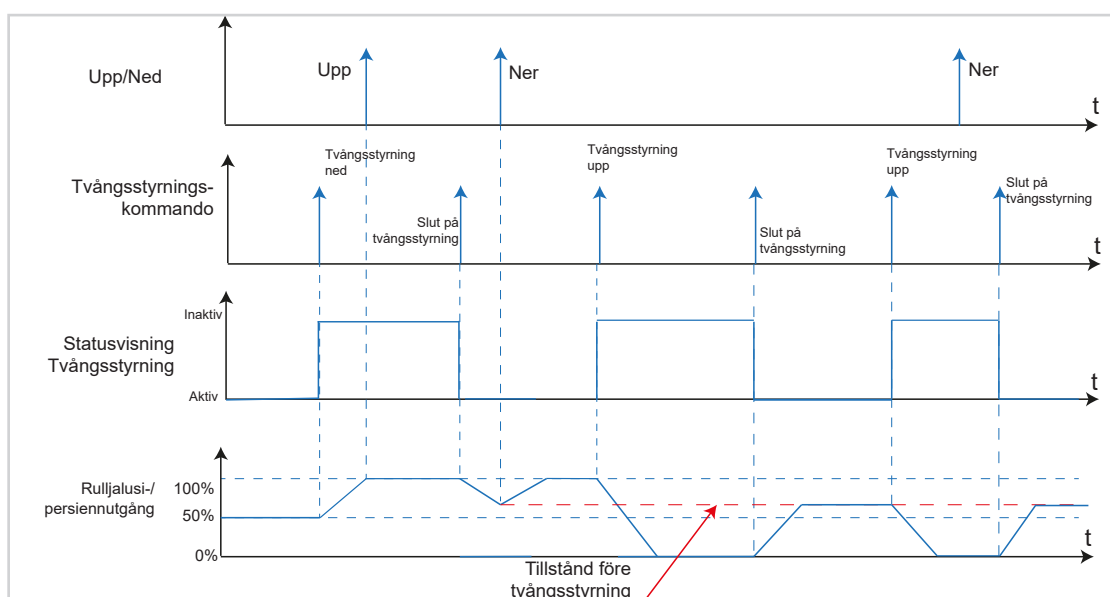 Upp/Ned
Upp
Ner
Ner
t
Tvångsstyrnings-
kommando
Tvångsstyrning
ned
Slut på
tvångsstyrning
Tvångsstyrning
upp
Slut på
tvångsstyrning
Tvångsstyrning
upp
Slut på
tvångsstyrning
t
Statusvisning
Tvångsstyrning
Inaktiv
Aktiv
t
Rulljalusi-/
persiennutgång
100%
50%
0%
t
Tillstånd före
tvångsstyrning